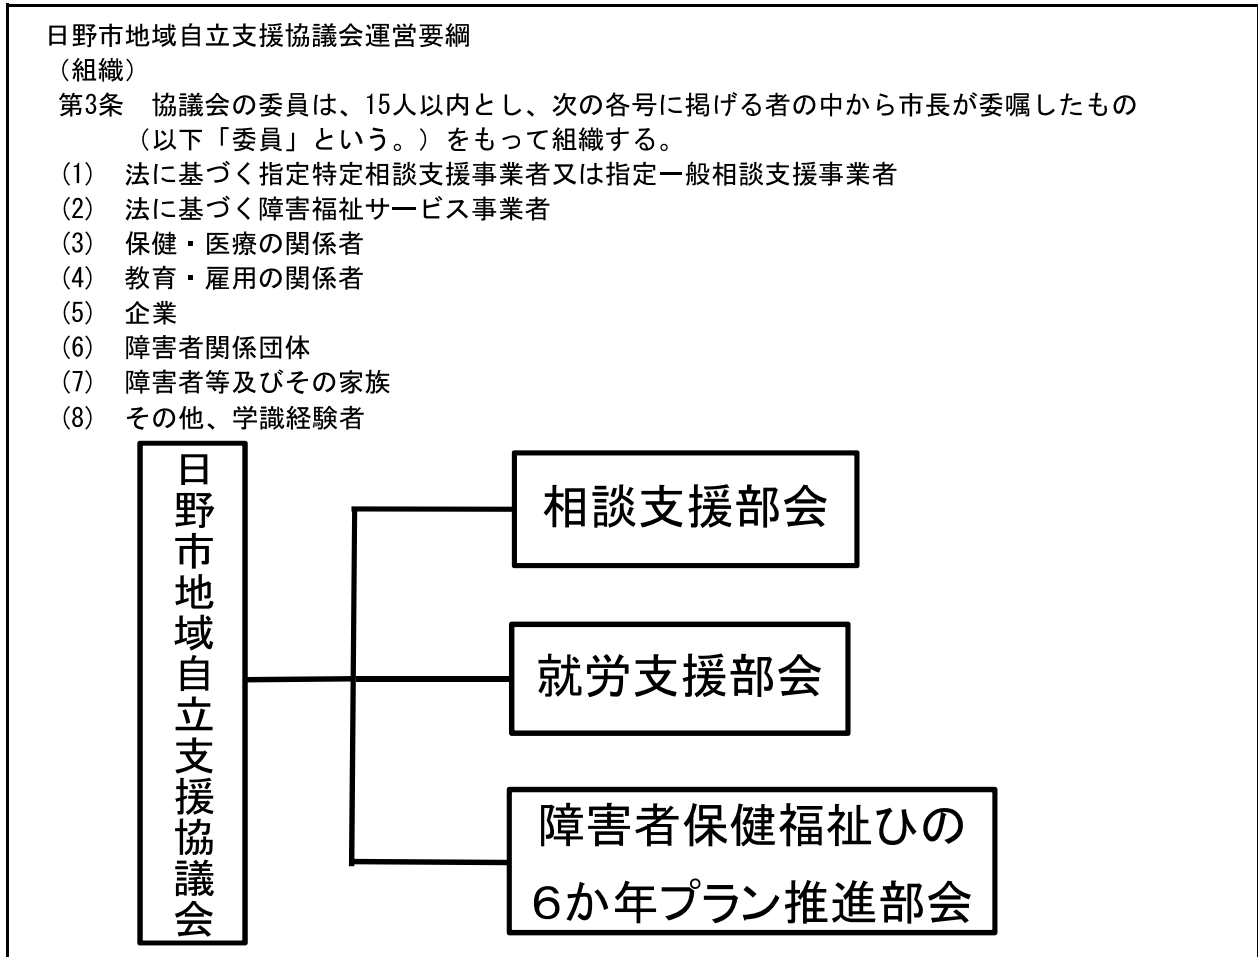 日野市地域自立支援協議会運営要綱
（組織）
第3条　協議会の委員は、15人以内とし、次の各号に掲げる者の中から市長が委嘱したもの
（以下「委員」という。）をもって組織する。
(1)　法に基づく指定特定相談支援事業者又は指定一般相談支援事業者
(2)　法に基づく障害福祉サービス事業者
(3)　保健・医療の関係者
(4)　教育・雇用の関係者
(5)　企業
(6)　障害者関係団体
(7)　障害者等及びその家族
(8)　その他、学識経験者
日野市地域自立支援協議会
相談支援部会
就労支援部会
障害者保健福祉ひの
６か年プラン推進部会